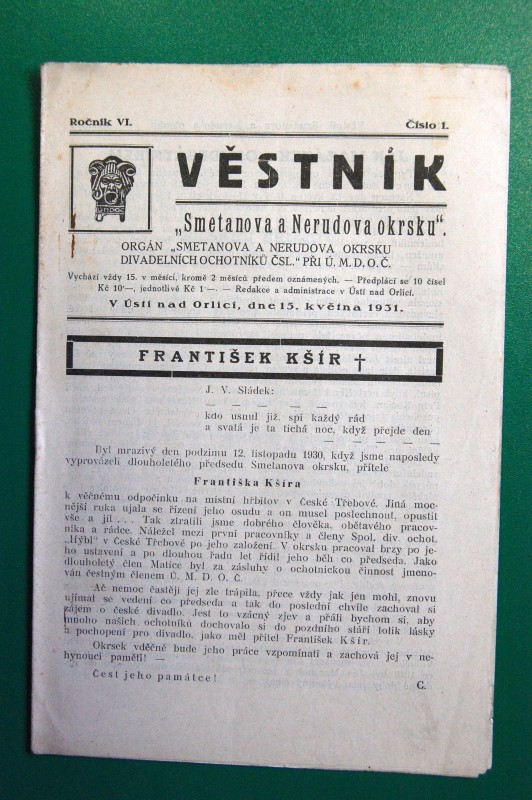 Ročník VI. Číslo 1.
VĚSTNÍK
„Smetanova a Nerudova okrsku".
ORGÁN „SMETANOVA A NERUDOVA OKRSKU
DIVADELNÍCH OCHOTNÍKŮ ČSL." PŘI Ú. M. D. O. Č.
Vychází vždy 15. v měsíci, kromě 2 měsíců předem oznámených. — Předplácí se 10 čísel
Kč 10·—, jednotlivě Kč 1·—. — Redakce a administrace v Ústí nad Orlicí.
V Ústí nad Orlicí, dne 15. května 1931.
FRANTIŠEK KŠÍR †
J. V. Sládek:
— — — — —
kdo usnul již, spí každý rád
a svatá je ta tichá noc, když přejde den
— — — — —
Byl mrazivý den podzimu 12. listopadu 1930, když jsme naposledy
vyprovázeli dlouholetého předsedu Smetanova okrsku, přítele
Františka Kšíra
k věčnému odpočinku na místní hřbitov v České Třebové. Jiná moc-
nější ruka ujala se řízení jeho osudu a on musel poslechnout, opustit
vše a jít . . . Tak ztratili jsme dobrého člověka, obětavého pracov-
níka a rádce. Náležel mezi první pracovníky a členy Spol. div. ochot.
„Hýbl" v České Třebové po jeho založení. V okrsku pracoval brzy po je-
ho ustavení a po dlouhou řadu let řídil jeho běh co předseda. Jako
dlouholetý člen Matice byl za zásluhy o ochotnickou činnost jmeno-
ván čestným členem Ú. M. D. O. Č.
Ač nemoc častěji jej zle trápila, přece vždy jak jen mohl, znovu
ujímal se vedení co předseda a tak do poslední chvíle zachoval si
zájem o české divadlo. Jest to vzácný zjev a přáli bychom si, aby
mnoho našich ochotníků dochovalo si do pozdního stáří tolik lásky
a pochopení pro divadlo, jako měl přítel František Kšír.
Okrsek vděčně bude jeho práce vzpomínati a zachová jej v ne-
hynoucí paměti! —
Čest jeho památce! G.